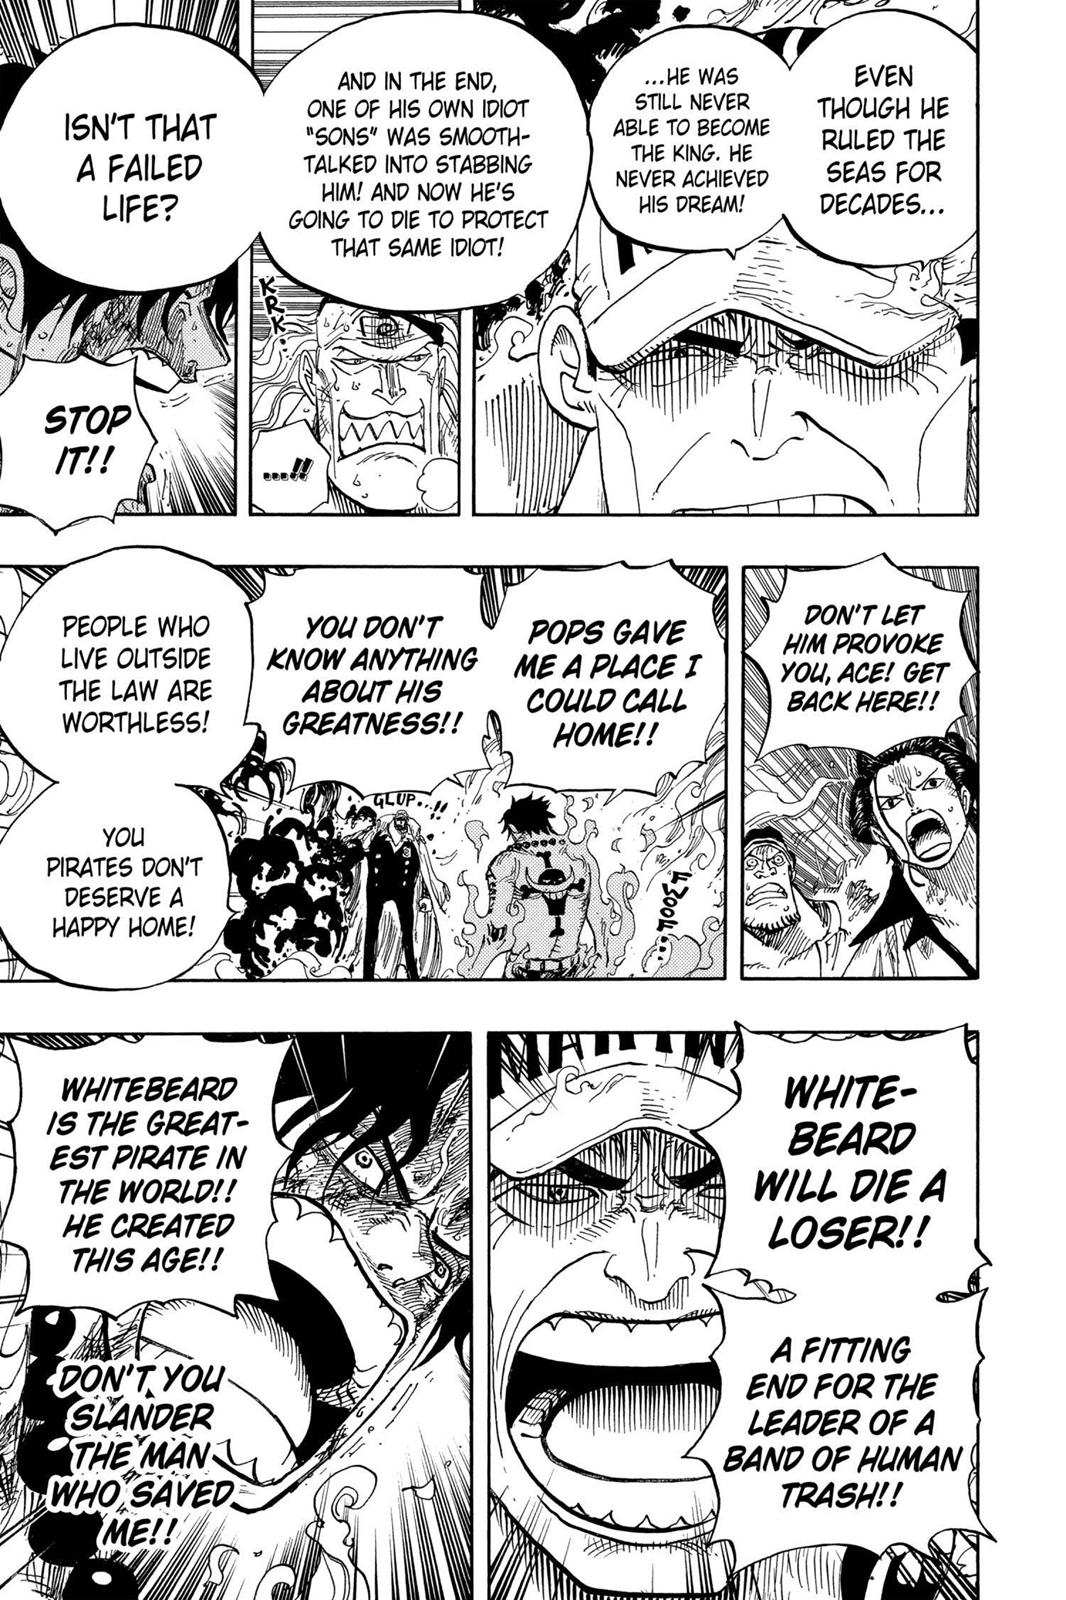 EVEN
THOUGH HE
RULED THE
SEAS FOR
DECADES...
...HE WAS
STILL NEVER
ABLE TO BECOME
THE KING. HE
NEVER ACHIEVED
HIS DREAM!
AND IN THE END,
ONE OF HIS OWN IDIOT
"SONS" WAS SMOOTH-
TALKED INTO STABBING
HIM! AND NOW HE'S
GOING TO DIE TO PROTECT
THAT SAME IDIOT!
KRK..
...!!
ISN'T THAT
A FAILED
LIFE?
STOP
IT!!
DON'T LET
HIM PROVOKE
YOU, ACE! GET
BACK HERE!!
POPS GAVE
ME A PLACE I
COULD CALL
HOME!!
YOU DON'T
KNOW ANYTHING
ABOUT HIS
GREATNESS!!
GLUP...!!
FWOOF...
PEOPLE WHO
LIVE OUTSIDE
THE LAW ARE
WORTHLESS!
YOU
PIRATES DON'T
DESERVE A
HAPPY HOME!
WHITE-
BEARD
WILL DIE A
LOSER!!
A FITTING
END FOR THE
LEADER OF A
BAND OF HUMAN
TRASH!!
WHITEBEARD
IS THE GREAT-
EST PIRATE IN
THE WORLD!!
HE CREATED
THIS AGE!!
DON'T YOU
SLANDER
THE MAN
WHO SAVED
ME!!